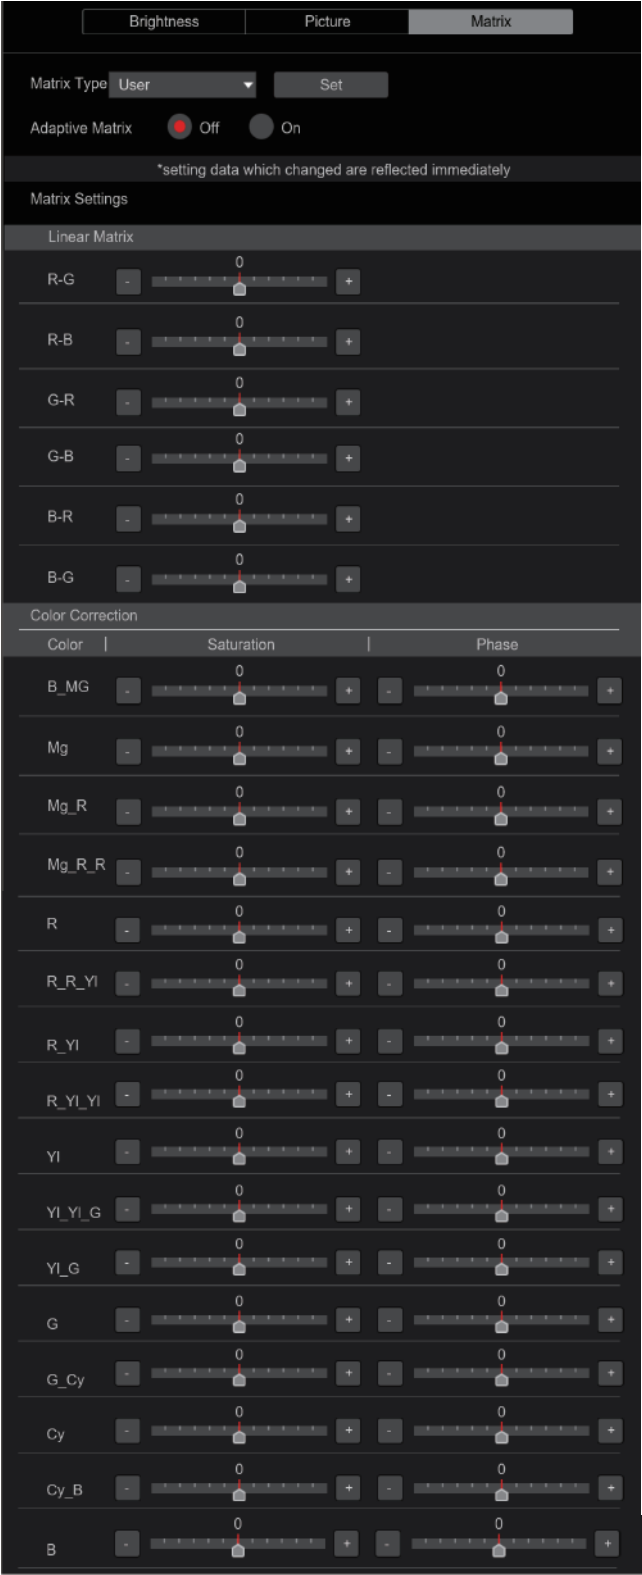 Brightness Picture Matrix
Matrix Type User Set
Adaptive Matrix Off On
*setting data which changed are reflected immediately
Matrix Settings
Linear Matrix
0
R-G - +
0
R-B - +
0
G-R - +
0
G-B - +
0
B-R - +
0
B-G - +
Color Correction
Color | Saturation | Phase
0 0
B_MG - + - +
0 0
Mg - + - +
0 0
Mg_R - + - +
0 0
Mg_R_R - + - +
0 0
R - + - +
0 0
R_R_Yl - + - +
0 0
R_Yl - + - +
0 0
R_Yl_Yl - + - +
0 0
Yl - + - +
0 0
Yl_Yl_G - + - +
0 0
Yl_G - + - +
0 0
G - + - +
0 0
G_Cy - + - +
0 0
Cy - + - +
0 0
Cy_B - + - +
0 0
B - + - +